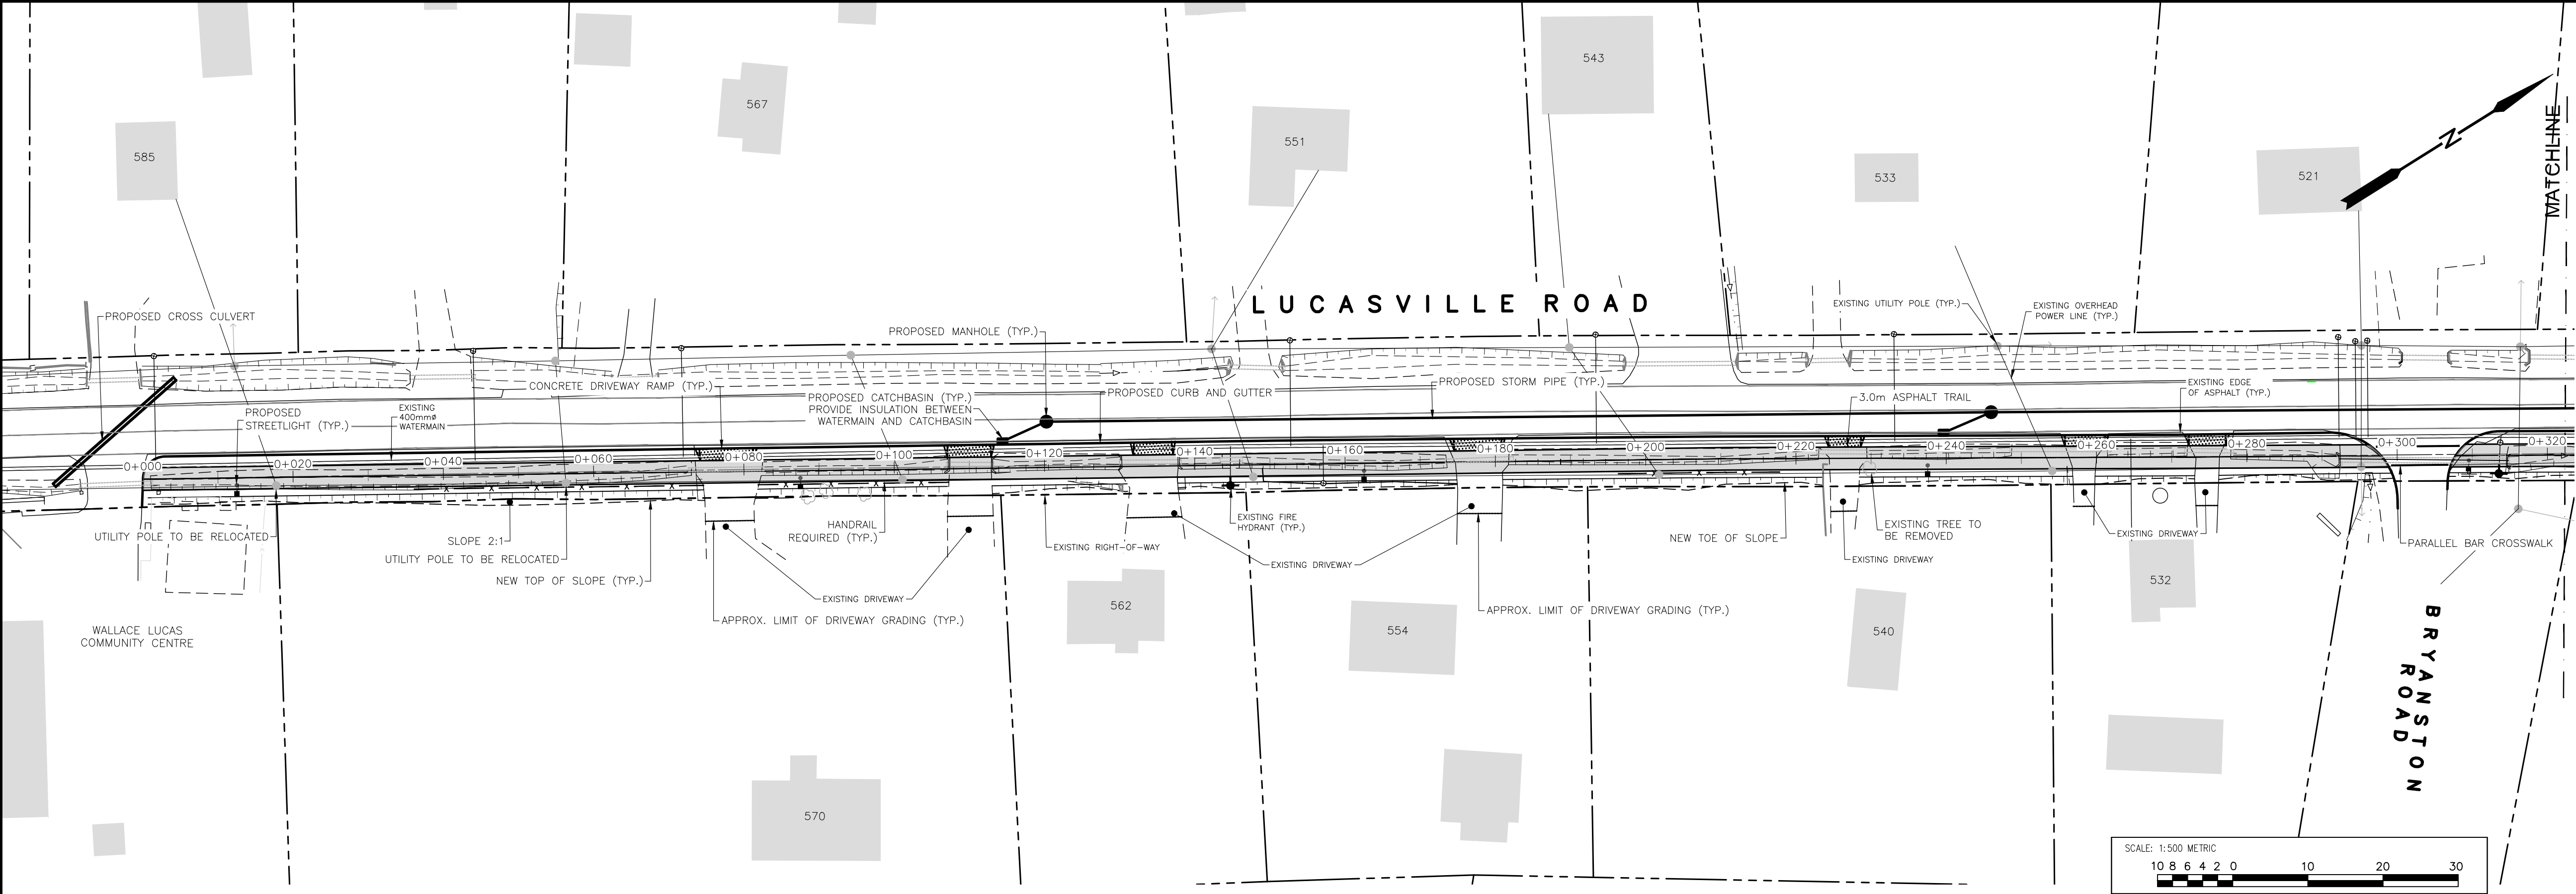 567
543
585
551
533
521
N
MATCHLINE
LUCASVILLE ROAD
PROPOSED CROSS CULVERT
PROPOSED MANHOLE (TYP.)
EXISTING UTILITY POLE (TYP.)
EXISTING OVERHEAD
POWER LINE (TYP.)
CONCRETE DRIVEWAY RAMP (TYP.)
PROPOSED
STREETLIGHT (TYP.)
EXISTING
400mmø
WATERMAIN
PROPOSED CATCHBASIN (TYP.)
PROVIDE INSULATION BETWEEN
WATERMAIN AND CATCHBASIN
PROPOSED CURB AND GUTTER
PROPOSED STORM PIPE (TYP.)
3.0m ASPHALT TRAIL
EXISTING EDGE
OF ASPHALT (TYP.)
0+000
0+020
0+040
0+060
0+080
0+100
0+120
0+140
0+160
0+180
0+200
0+220
0+240
0+260
0+280
0+300
0+320
UTILITY POLE TO BE RELOCATED
SLOPE 2:1
UTILITY POLE TO BE RELOCATED
NEW TOP OF SLOPE (TYP.)
HANDRAIL
REQUIRED (TYP.)
EXISTING DRIVEWAY
APPROX. LIMIT OF DRIVEWAY GRADING (TYP.)
EXISTING RIGHT-OF-WAY
EXISTING FIRE
HYDRANT (TYP.)
EXISTING DRIVEWAY
APPROX. LIMIT OF DRIVEWAY GRADING (TYP.)
NEW TOE OF SLOPE
EXISTING TREE TO
BE REMOVED
EXISTING DRIVEWAY
EXISTING DRIVEWAY
PARALLEL BAR CROSSWALK
WALLACE LUCAS
COMMUNITY CENTRE
562
554
540
532
570
BRYANSTON
ROAD
SCALE: 1:500 METRIC
10 8 6 4 2 0 10 20 30